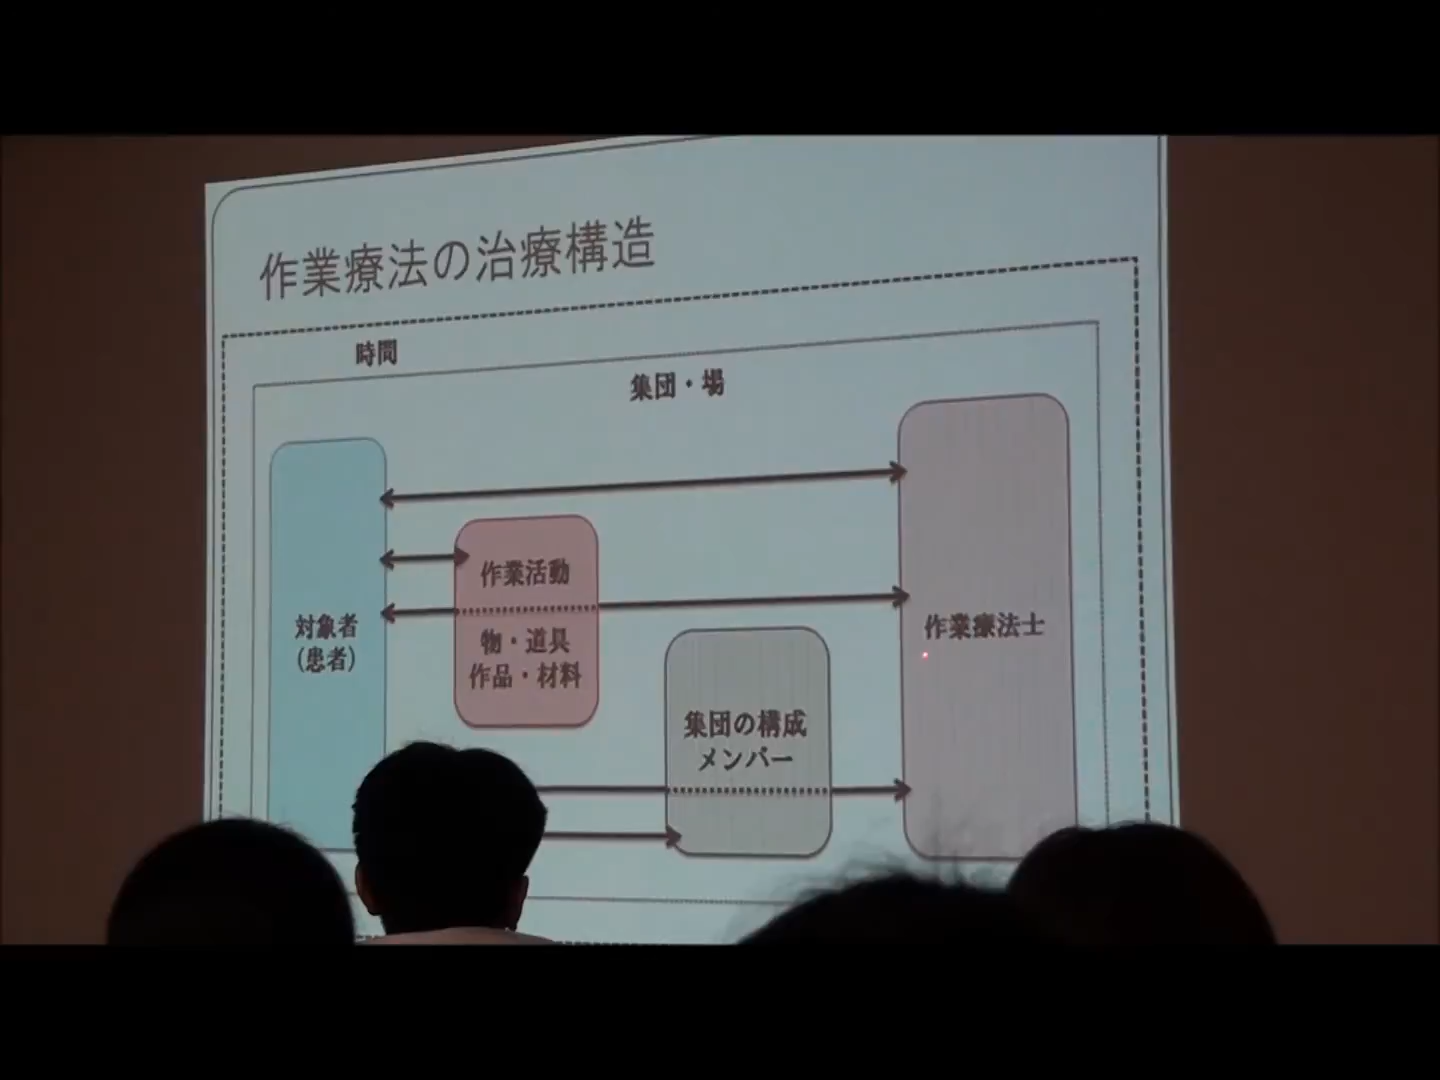 作業療法の治療構造
時間
集団・場
対象者
(患者)
作業活動
物・道具
作品・材料
集団の構成
メンバー
作業療法士